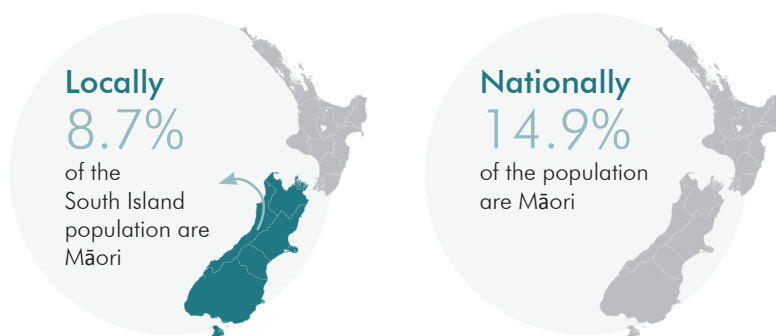 Locally
8.7%
of the
South Island
population are
Māori
Nationally
14.9%
of the population
are Māori